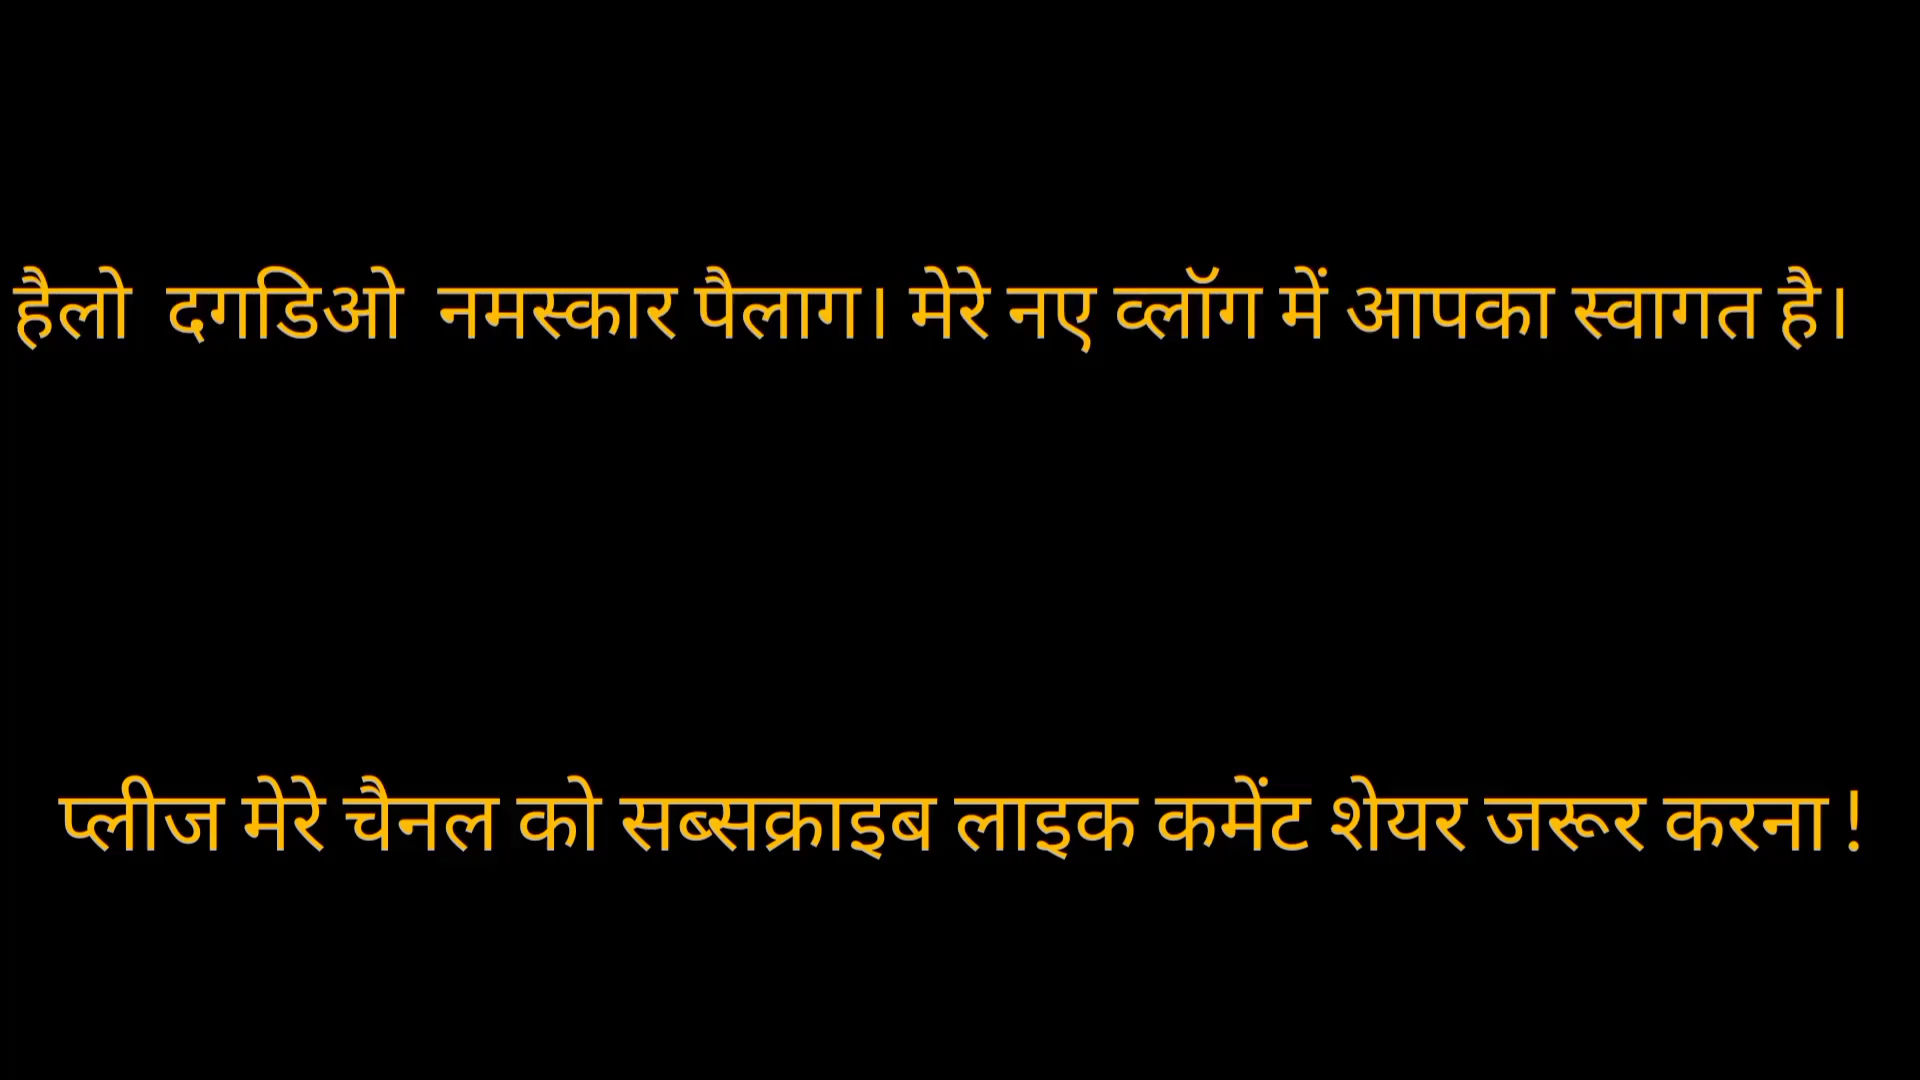 हैलो  दगडिओ  नमस्कार पैलाग। मेरे नए व्लॉग में आपका स्वागत है।
प्लीज मेरे चैनल को सब्सक्राइब लाइक कमेंट शेयर जरूर करना !